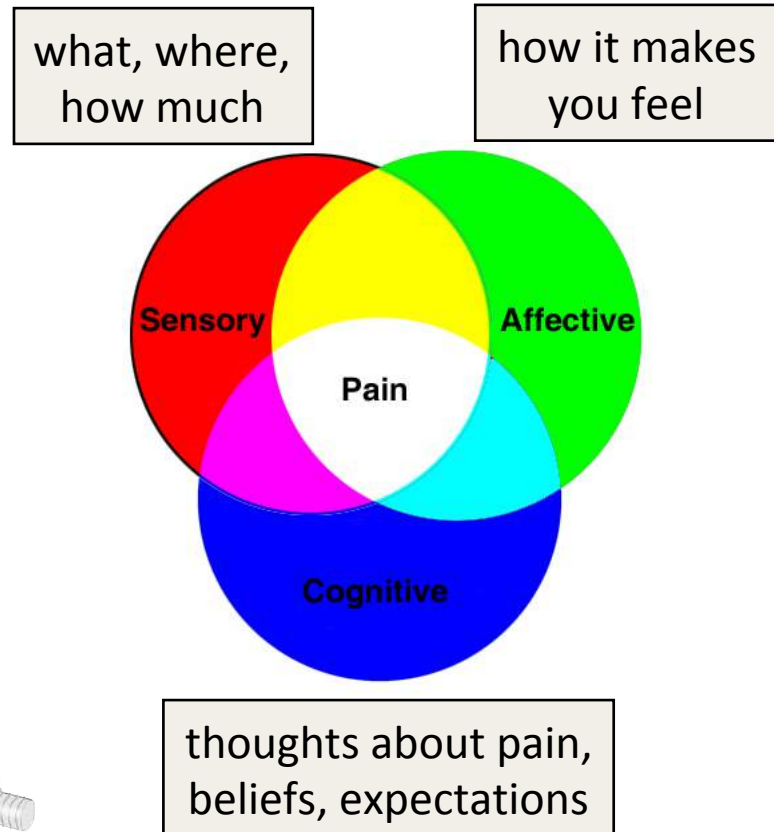 what, where,
how much
how it makes
you feel
Sensory
Affective
Pain
Cognitive
thoughts about pain,
beliefs, expectations